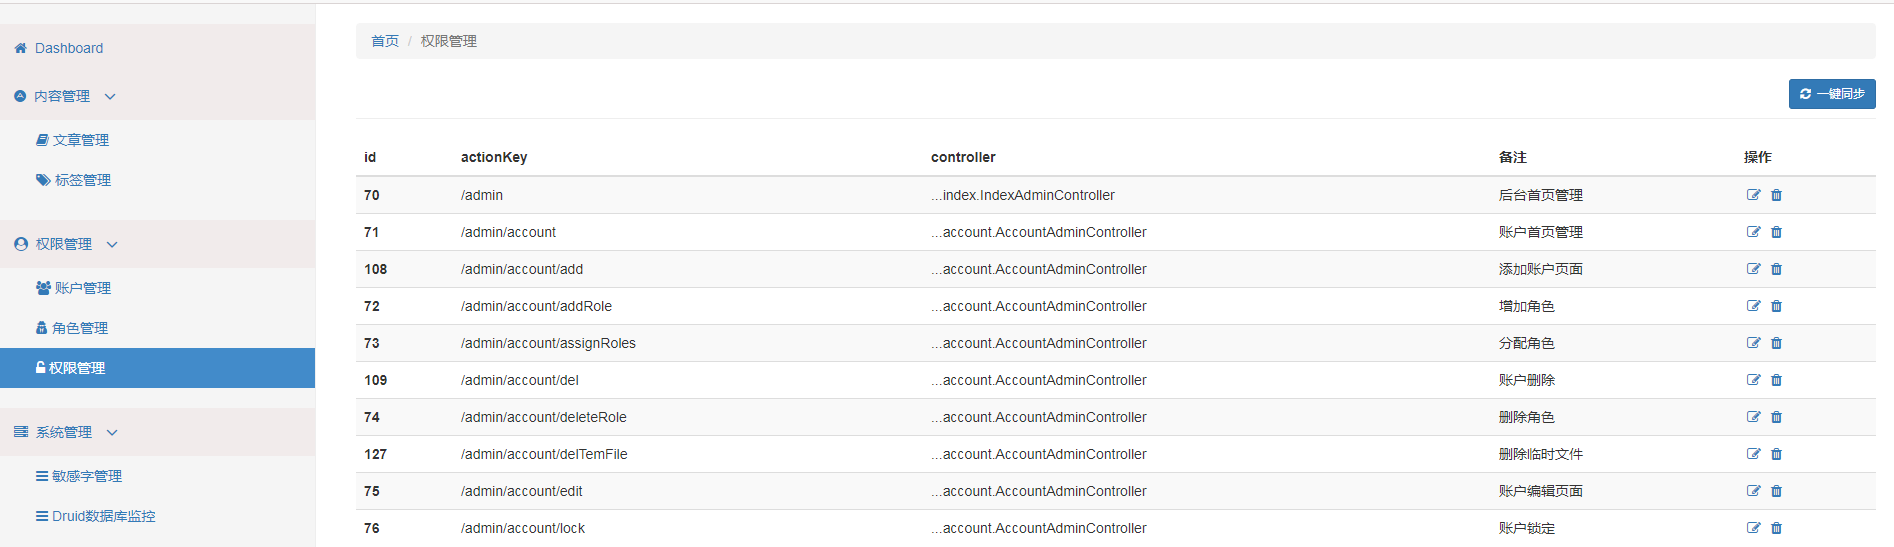 Dashboard
内容管理
文章管理
标签管理
权限管理
账户管理
角色管理
权限管理
系统管理
敏感字管理
Druid数据库监控
首页 / 权限管理
一键同步
id actionKey controller 备注 操作
70 /admin ...index.IndexAdminController 后台首页管理
71 /admin/account ...account.AccountAdminController 账户首页管理
108 /admin/account/add ...account.AccountAdminController 添加账户页面
72 /admin/account/addRole ...account.AccountAdminController 增加角色
73 /admin/account/assignRoles ...account.AccountAdminController 分配角色
109 /admin/account/del ...account.AccountAdminController 账户删除
74 /admin/account/deleteRole ...account.AccountAdminController 删除角色
127 /admin/account/delTemFile ...account.AccountAdminController 删除临时文件
75 /admin/account/edit ...account.AccountAdminController 账户编辑页面
76 /admin/account/lock ...account.AccountAdminController 账户锁定